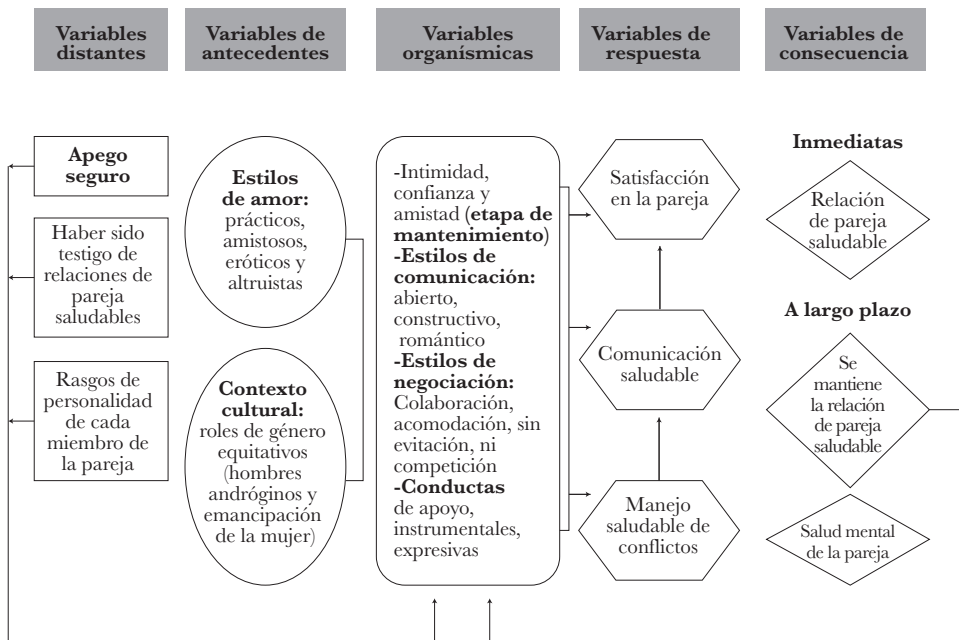 Variables
distantes
Variables de
antecedentes
Variables
organísmicas
Variables de
respuesta
Variables de
consecuencia
Apego
seguro
Haber sido
testigo de
relaciones de
pareja
saludables
Rasgos de
personalidad
de cada
miembro de
la pareja
Estilos
de amor:
prácticos,
amistosos,
eróticos y
altruistas
Contexto
cultural:
roles de género
equitativos
(hombres
andróginos y
emancipación
de la mujer)
-Intimidad,
confianza y
amistad (etapa de
mantenimiento)
-Estilos de
comunicación:
abierto,
constructivo,
romántico
-Estilos de
negociación:
Colaboración,
acomodación, sin
evitación, ni
competición
-Conductas
de apoyo,
instrumentales,
expresivas
Satisfacción
en la pareja
Comunicación
saludable
Manejo
saludable de
conflictos
Inmediatas
Relación
de pareja
saludable
A largo plazo
Se
mantiene
la relación
de pareja
saludable
Salud mental
de la pareja